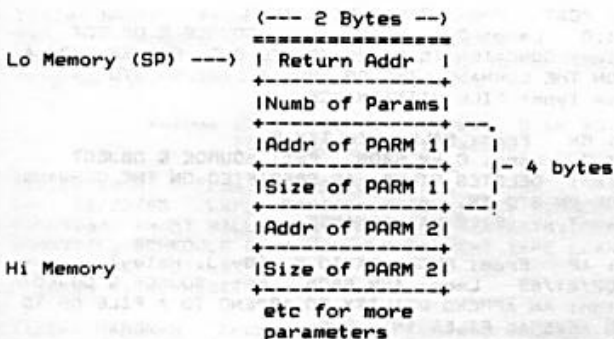 <--- 2 Bytes -->
Lo Memory (SP) ---> | Return Addr |
|Numb of Params|
|Addr of PARM 1|
4 bytes
|Size of PARM 1|
|Addr of PARM 2|
Hi Memory |Size of PARM 2|
etc for more
parameters